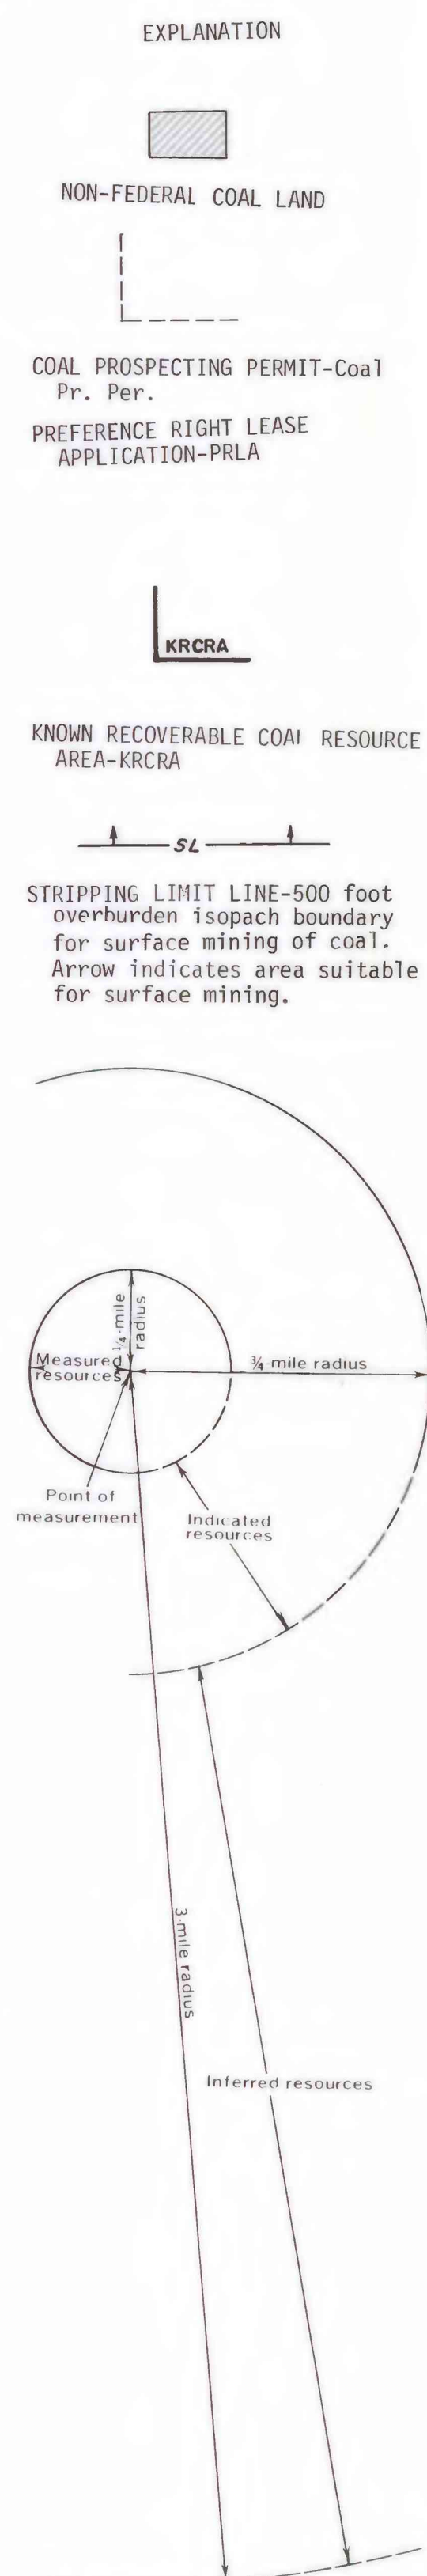 EXPLANATION
NON-FEDERAL COAL LAND
COAL PROSPECTING PERMIT-Coal
Pr. Per.
PREFERENCE RIGHT LEASE
APPLICATION-PRLA
KRCRA
KNOWN RECOVERABLE COAL RESOURCE
AREA-KRCRA
SL
STRIPPING LIMIT LINE-500 foot
overburden isopach boundary
for surface mining of coal.
Arrow indicates area suitable
for surface mining.
¼-mile
radius
Measured
resources
¾-mile radius
Point of
measurement
Indicated
resources
3-mile radius
Inferred resources